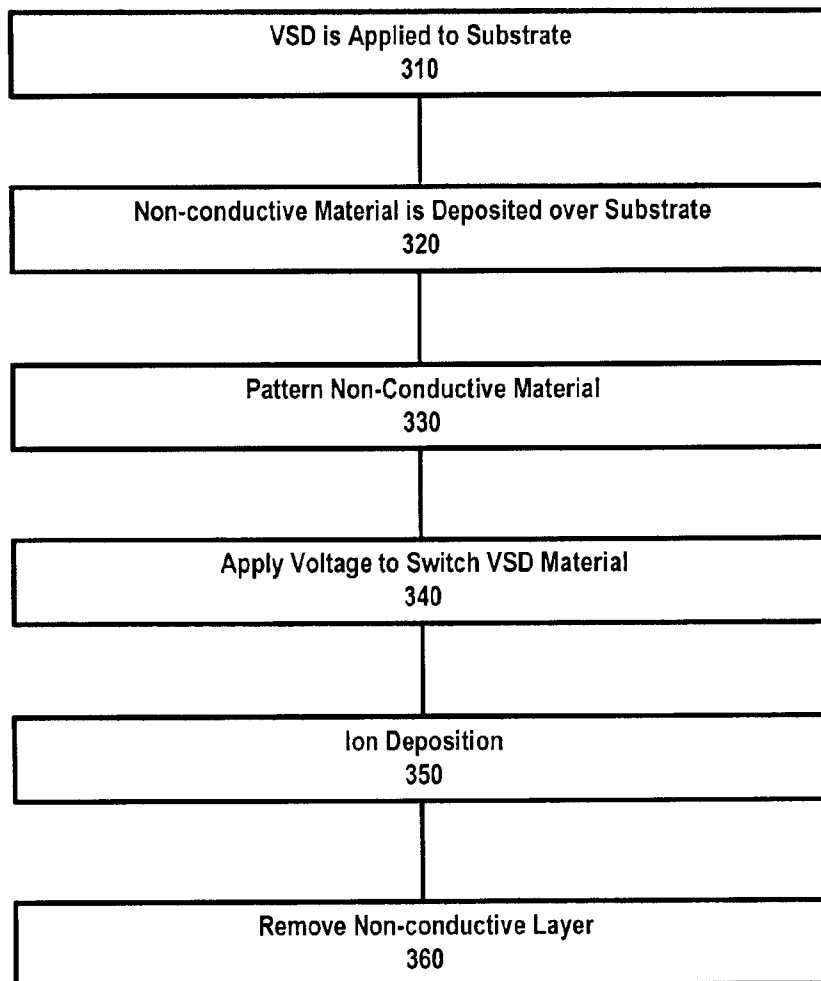 VSD is Applied to Substrate
310
Non-conductive Material is Deposited over Substrate
320
Pattern Non-Conductive Material
330
Apply Voltage to Switch VSD Material
340
Ion Deposition
350
Remove Non-conductive Layer
360